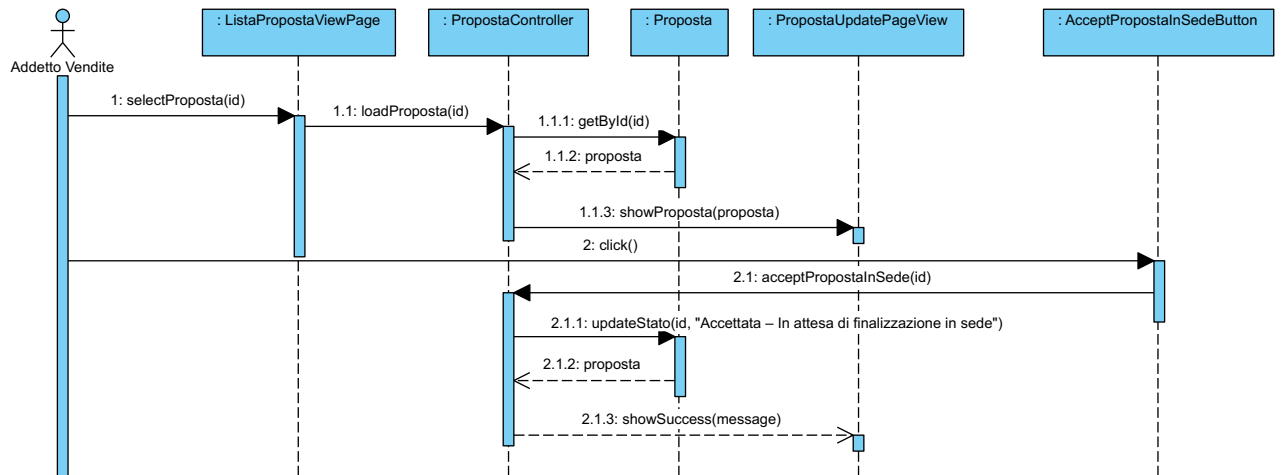 : ListaPropostaViewPage
: PropostaController
: Proposta
: PropostaUpdatePageView
: AcceptPropostaInSedeButton
Addetto Vendite
1: selectProposta(id)
1.1: loadProposta(id)
1.1.1: getById(id)
1.1.2: proposta
1.1.3: showProposta(proposta)
2: click()
2.1: acceptPropostaInSede(id)
2.1.1: updateStato(id, "Accettata – In attesa di finalizzazione in sede")
2.1.2: proposta
2.1.3: showSuccess(message)